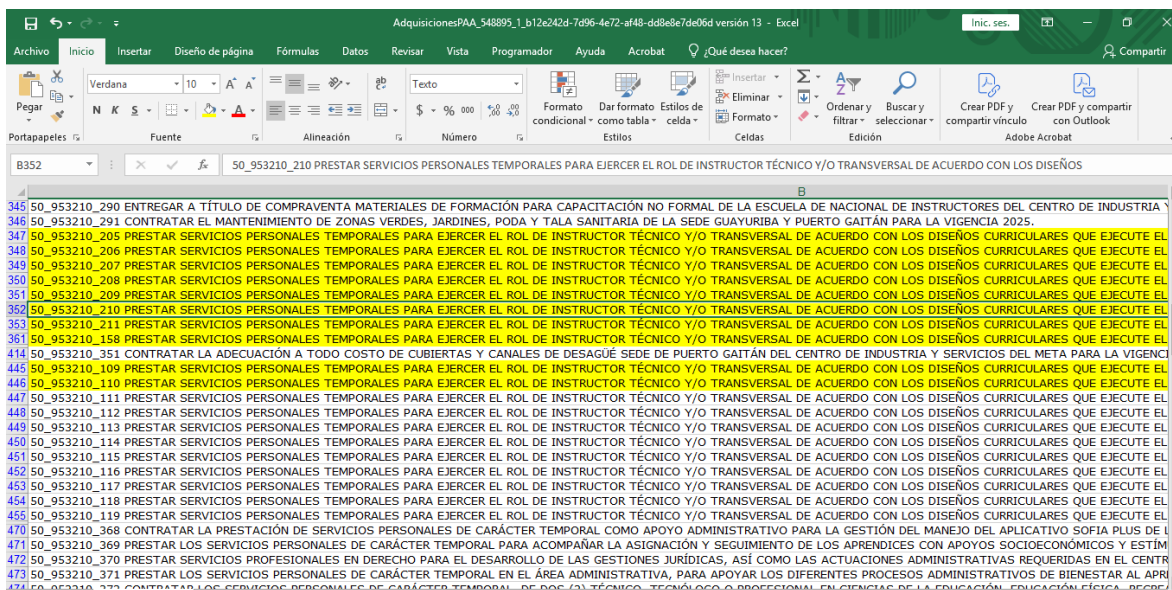 AdquisicionesPAA_548895_1_b12e242d-7d96-4e72-af48-dd8e8e7de06d versión 13 - Excel
Inic. ses.
Archivo Inicio Insertar Diseño de página Fórmulas Datos Revisar Vista Programador Ayuda Acrobat ¿Qué desea hacer? Compartir
Pegar
Verdana 10
N K S
Texto
$ % 000
Formato condicional
Dar formato como tabla
Estilos de celda
Insertar
Eliminar
Formato
Ordenar y filtrar
Buscar y seleccionar
Crear PDF y compartir vínculo
Crear PDF y compartir con Outlook
Portapapeles Fuente Alineación Número Estilos Celdas Edición Adobe Acrobat
B352 fx 50_953210_210 PRESTAR SERVICIOS PERSONALES TEMPORALES PARA EJERCER EL ROL DE INSTRUCTOR TÉCNICO Y/O TRANSVERSAL DE ACUERDO CON LOS DISEÑOS
B
345 50_953210_290 ENTREGAR A TÍTULO DE COMPRAVENTA MATERIALES DE FORMACIÓN PARA CAPACITACIÓN NO FORMAL DE LA ESCUELA DE NACIONAL DE INSTRUCTORES DEL CENTRO DE INDUSTRIA Y
346 50_953210_291 CONTRATAR EL MANTENIMIENTO DE ZONAS VERDES, JARDINES, PODA Y TALA SANITARIA DE LA SEDE GUAYURIBA Y PUERTO GAITÁN PARA LA VIGENCIA 2025.
347 50_953210_205 PRESTAR SERVICIOS PERSONALES TEMPORALES PARA EJERCER EL ROL DE INSTRUCTOR TÉCNICO Y/O TRANSVERSAL DE ACUERDO CON LOS DISEÑOS CURRICULARES QUE EJECUTE EL
348 50_953210_206 PRESTAR SERVICIOS PERSONALES TEMPORALES PARA EJERCER EL ROL DE INSTRUCTOR TÉCNICO Y/O TRANSVERSAL DE ACUERDO CON LOS DISEÑOS CURRICULARES QUE EJECUTE EL
349 50_953210_207 PRESTAR SERVICIOS PERSONALES TEMPORALES PARA EJERCER EL ROL DE INSTRUCTOR TÉCNICO Y/O TRANSVERSAL DE ACUERDO CON LOS DISEÑOS CURRICULARES QUE EJECUTE EL
350 50_953210_208 PRESTAR SERVICIOS PERSONALES TEMPORALES PARA EJERCER EL ROL DE INSTRUCTOR TÉCNICO Y/O TRANSVERSAL DE ACUERDO CON LOS DISEÑOS CURRICULARES QUE EJECUTE EL
351 50_953210_209 PRESTAR SERVICIOS PERSONALES TEMPORALES PARA EJERCER EL ROL DE INSTRUCTOR TÉCNICO Y/O TRANSVERSAL DE ACUERDO CON LOS DISEÑOS CURRICULARES QUE EJECUTE EL
352 50_953210_210 PRESTAR SERVICIOS PERSONALES TEMPORALES PARA EJERCER EL ROL DE INSTRUCTOR TÉCNICO Y/O TRANSVERSAL DE ACUERDO CON LOS DISEÑOS CURRICULARES QUE EJECUTE EL
353 50_953210_211 PRESTAR SERVICIOS PERSONALES TEMPORALES PARA EJERCER EL ROL DE INSTRUCTOR TÉCNICO Y/O TRANSVERSAL DE ACUERDO CON LOS DISEÑOS CURRICULARES QUE EJECUTE EL
361 50_953210_158 PRESTAR SERVICIOS PERSONALES TEMPORALES PARA EJERCER EL ROL DE INSTRUCTOR TÉCNICO Y/O TRANSVERSAL DE ACUERDO CON LOS DISEÑOS CURRICULARES QUE EJECUTE EL
414 50_953210_351 CONTRATAR LA ADECUACIÓN A TODO COSTO DE CUBIERTAS Y CANALES DE DESAGÜE SEDE DE PUERTO GAITÁN DEL CENTRO DE INDUSTRIA Y SERVICIOS DEL META PARA LA VIGENCI
445 50_953210_109 PRESTAR SERVICIOS PERSONALES TEMPORALES PARA EJERCER EL ROL DE INSTRUCTOR TÉCNICO Y/O TRANSVERSAL DE ACUERDO CON LOS DISEÑOS CURRICULARES QUE EJECUTE EL
446 50_953210_110 PRESTAR SERVICIOS PERSONALES TEMPORALES PARA EJERCER EL ROL DE INSTRUCTOR TÉCNICO Y/O TRANSVERSAL DE ACUERDO CON LOS DISEÑOS CURRICULARES QUE EJECUTE EL
447 50_953210_111 PRESTAR SERVICIOS PERSONALES TEMPORALES PARA EJERCER EL ROL DE INSTRUCTOR TÉCNICO Y/O TRANSVERSAL DE ACUERDO CON LOS DISEÑOS CURRICULARES QUE EJECUTE EL
448 50_953210_112 PRESTAR SERVICIOS PERSONALES TEMPORALES PARA EJERCER EL ROL DE INSTRUCTOR TÉCNICO Y/O TRANSVERSAL DE ACUERDO CON LOS DISEÑOS CURRICULARES QUE EJECUTE EL
449 50_953210_113 PRESTAR SERVICIOS PERSONALES TEMPORALES PARA EJERCER EL ROL DE INSTRUCTOR TÉCNICO Y/O TRANSVERSAL DE ACUERDO CON LOS DISEÑOS CURRICULARES QUE EJECUTE EL
450 50_953210_114 PRESTAR SERVICIOS PERSONALES TEMPORALES PARA EJERCER EL ROL DE INSTRUCTOR TÉCNICO Y/O TRANSVERSAL DE ACUERDO CON LOS DISEÑOS CURRICULARES QUE EJECUTE EL
451 50_953210_115 PRESTAR SERVICIOS PERSONALES TEMPORALES PARA EJERCER EL ROL DE INSTRUCTOR TÉCNICO Y/O TRANSVERSAL DE ACUERDO CON LOS DISEÑOS CURRICULARES QUE EJECUTE EL
452 50_953210_116 PRESTAR SERVICIOS PERSONALES TEMPORALES PARA EJERCER EL ROL DE INSTRUCTOR TÉCNICO Y/O TRANSVERSAL DE ACUERDO CON LOS DISEÑOS CURRICULARES QUE EJECUTE EL
453 50_953210_117 PRESTAR SERVICIOS PERSONALES TEMPORALES PARA EJERCER EL ROL DE INSTRUCTOR TÉCNICO Y/O TRANSVERSAL DE ACUERDO CON LOS DISEÑOS CURRICULARES QUE EJECUTE EL
454 50_953210_118 PRESTAR SERVICIOS PERSONALES TEMPORALES PARA EJERCER EL ROL DE INSTRUCTOR TÉCNICO Y/O TRANSVERSAL DE ACUERDO CON LOS DISEÑOS CURRICULARES QUE EJECUTE EL
455 50_953210_119 PRESTAR SERVICIOS PERSONALES TEMPORALES PARA EJERCER EL ROL DE INSTRUCTOR TÉCNICO Y/O TRANSVERSAL DE ACUERDO CON LOS DISEÑOS CURRICULARES QUE EJECUTE EL
470 50_953210_368 CONTRATAR LA PRESTACIÓN DE SERVICIOS PERSONALES DE CARÁCTER TEMPORAL COMO APOYO ADMINISTRATIVO PARA LA GESTIÓN DEL MANEJO DEL APLICATIVO SOFIA PLUS DE L
471 50_953210_369 PRESTAR LOS SERVICIOS PERSONALES DE CARÁCTER TEMPORAL PARA ACOMPAÑAR LA ASIGNACIÓN Y SEGUIMIENTO DE LOS APRENDICES CON APOYOS SOCIOECONÓMICOS Y ESTÍM
472 50_953210_370 PRESTAR SERVICIOS PROFESIONALES EN DERECHO PARA EL DESARROLLO DE LAS GESTIONES JURÍDICAS, ASÍ COMO LAS ACTUACIONES ADMINISTRATIVAS REQUERIDAS EN EL CENTR
473 50_953210_371 PRESTAR LOS SERVICIOS PERSONALES DE CARÁCTER TEMPORAL EN EL ÁREA ADMINISTRATIVA, PARA APOYAR LOS DIFERENTES PROCESOS ADMINISTRATIVOS DE BIENESTAR AL APR
474 50_953210_372 CONTRATAR LOS SERVICIOS PERSONALES DE CARÁCTER TEMPORAL, DE DOS (2) TÉCNICO, TECNÓLOGO O PROFESIONAL EN CIENCIAS DE LA EDUCACIÓN, EDUCACIÓN FÍSICA, RECRE